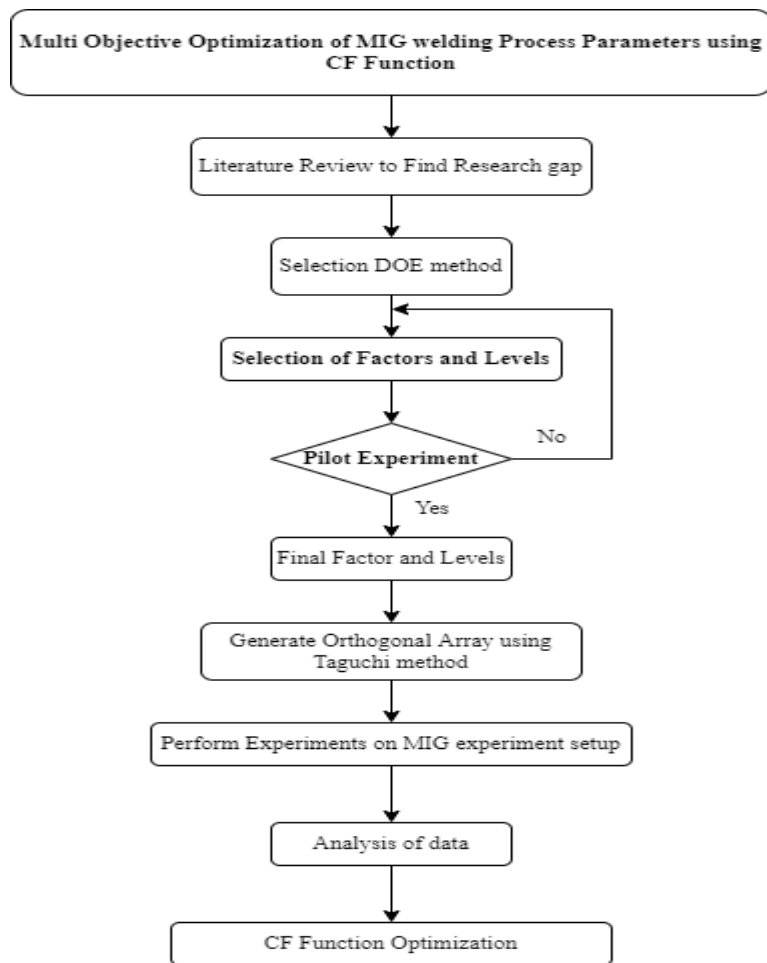 Multi Objective Optimization of MIG welding Process Parameters using
CF Function
Literature Review to Find Research gap
Selection DOE method
Selection of Factors and Levels
Pilot Experiment
No
Yes
Final Factor and Levels
Generate Orthogonal Array using
Taguchi method
Perform Experiments on MIG experiment setup
Analysis of data
CF Function Optimization